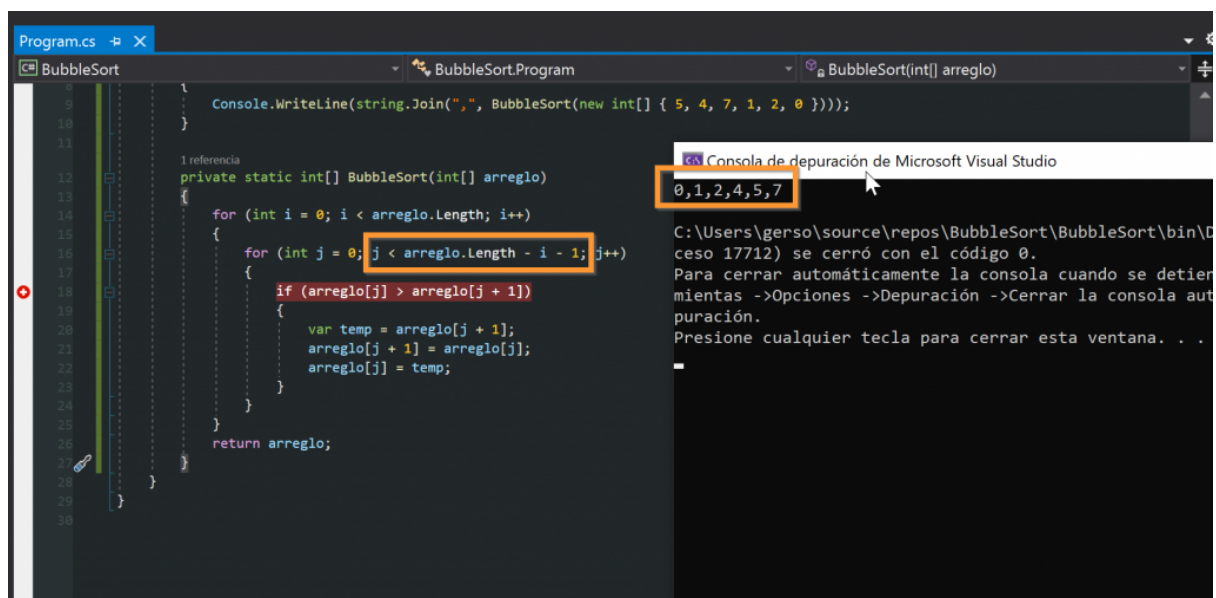 Program.cs
BubbleSort
BubbleSort.Program
BubbleSort(int[] arreglo)
8 {
9 Console.WriteLine(string.Join(",", BubbleSort(new int[] { 5, 4, 7, 1, 2, 0 })));
10 }
11
1 referencia
12 private static int[] BubbleSort(int[] arreglo)
13 {
14 for (int i = 0; i < arreglo.Length; i++)
15 {
16 for (int j = 0; j < arreglo.Length - i - 1; j++)
17 {
18 if (arreglo[j] > arreglo[j + 1])
19 {
20 var temp = arreglo[j + 1];
21 arreglo[j + 1] = arreglo[j];
22 arreglo[j] = temp;
23 }
24 }
25 }
26 return arreglo;
27 }
28 }
29 }
30
Consola de depuración de Microsoft Visual Studio
0,1,2,4,5,7
C:\Users\gerso\source\repos\BubbleSort\BubbleSort\bin\D
ceso 17712) se cerró con el código 0.
Para cerrar automáticamente la consola cuando se detien
mientas ->Opciones ->Depuración ->Cerrar la consola aut
puración.
Presione cualquier tecla para cerrar esta ventana. . .